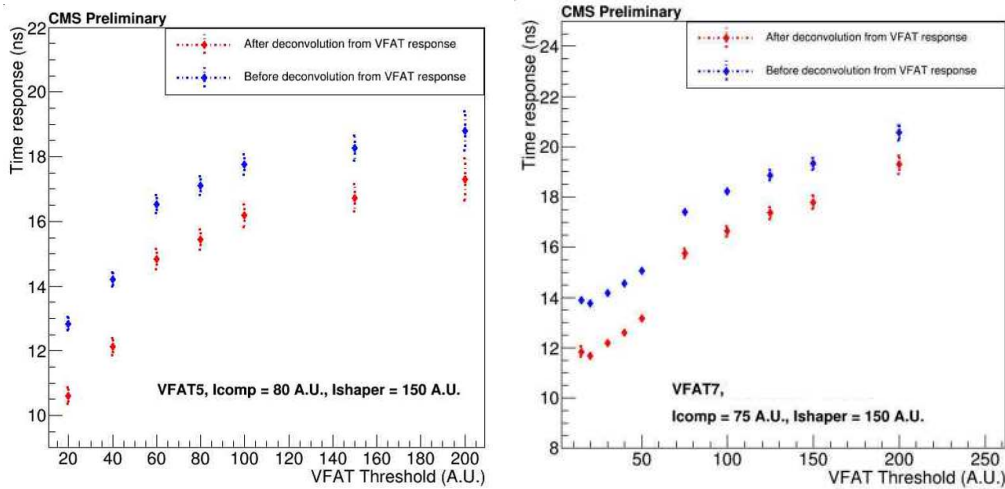 CMS Preliminary
After deconvolution from VFAT response
Before deconvolution from VFAT response
Time response (ns)
22
20
18
16
14
12
10
VFAT5, Icomp = 80 A.U., Ishaper = 150 A.U.
20 40 60 80 100 120 140 160 180 200
VFAT Threshold (A.U.)
CMS Preliminary
After deconvolution from VFAT response
Before deconvolution from VFAT response
Time response (ns)
24
22
20
18
16
14
12
10
8
VFAT7,
Icomp = 75 A.U., Ishaper = 150 A.U.
50 100 150 200 250
VFAT Threshold (A.U.)